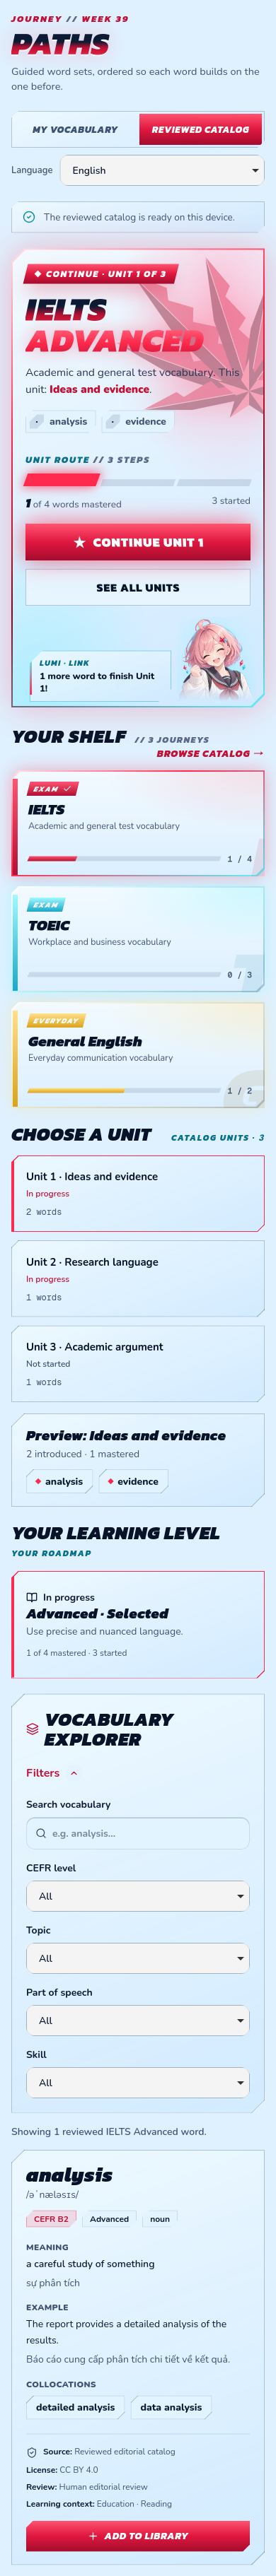 JOURNEY // WEEK 39
PATHS
Guided word sets, ordered so each word builds on the
one before.
MY VOCABULARY
REVIEWED CATALOG
Language
English
The reviewed catalog is ready on this device.
◆ CONTINUE · UNIT 1 OF 3
IELTS
ADVANCED
Academic and general test vocabulary. This
unit: Ideas and evidence.
· analysis
· evidence
UNIT ROUTE // 3 STEPS
1 of 4 words mastered
3 started
★ CONTINUE UNIT 1
SEE ALL UNITS
LUMI · LINK
1 more word to finish Unit
1!
YOUR SHELF // 3 JOURNEYS
BROWSE CATALOG →
EXAM ✓
IELTS
Academic and general test vocabulary
1 / 4
EXAM
TOEIC
Workplace and business vocabulary
0 / 3
EVERYDAY
General English
Everyday communication vocabulary
1 / 2
CHOOSE A UNIT
CATALOG UNITS · 3
Unit 1 · Ideas and evidence
In progress
2 words
Unit 2 · Research language
In progress
1 words
Unit 3 · Academic argument
Not started
1 words
Preview: Ideas and evidence
2 introduced · 1 mastered
analysis
evidence
YOUR LEARNING LEVEL
YOUR ROADMAP
In progress
Advanced · Selected
Use precise and nuanced language.
1 of 4 mastered · 3 started
VOCABULARY
EXPLORER
Filters
Search vocabulary
e.g. analysis...
CEFR level
All
Topic
All
Part of speech
All
Skill
All
Showing 1 reviewed IELTS Advanced word.
analysis
/əˈnæləsɪs/
CEFR B2
Advanced
noun
MEANING
a careful study of something
sự phân tích
EXAMPLE
The report provides a detailed analysis of the
results.
Báo cáo cung cấp phân tích chi tiết về kết quả.
COLLOCATIONS
detailed analysis
data analysis
Source: Reviewed editorial catalog
License: CC BY 4.0
Review: Human editorial review
Learning context: Education · Reading
+ ADD TO LIBRARY